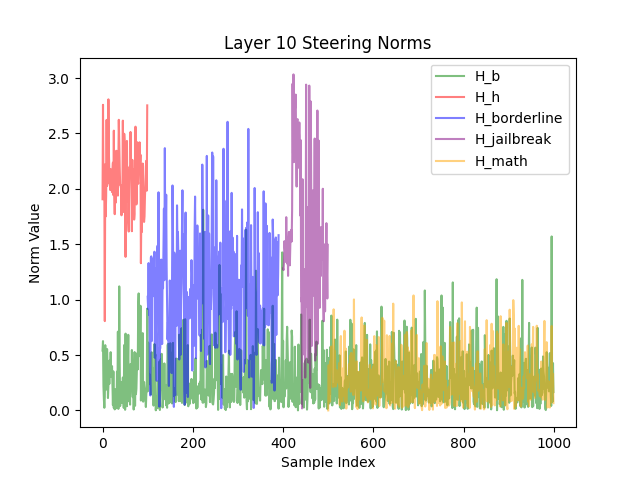 Layer 10 Steering Norms
H_b
H_h
H_borderline
H_jailbreak
H_math
Norm Value
3.0
2.5
2.0
1.5
1.0
0.5
0.0
0
200
400
600
800
1000
Sample Index